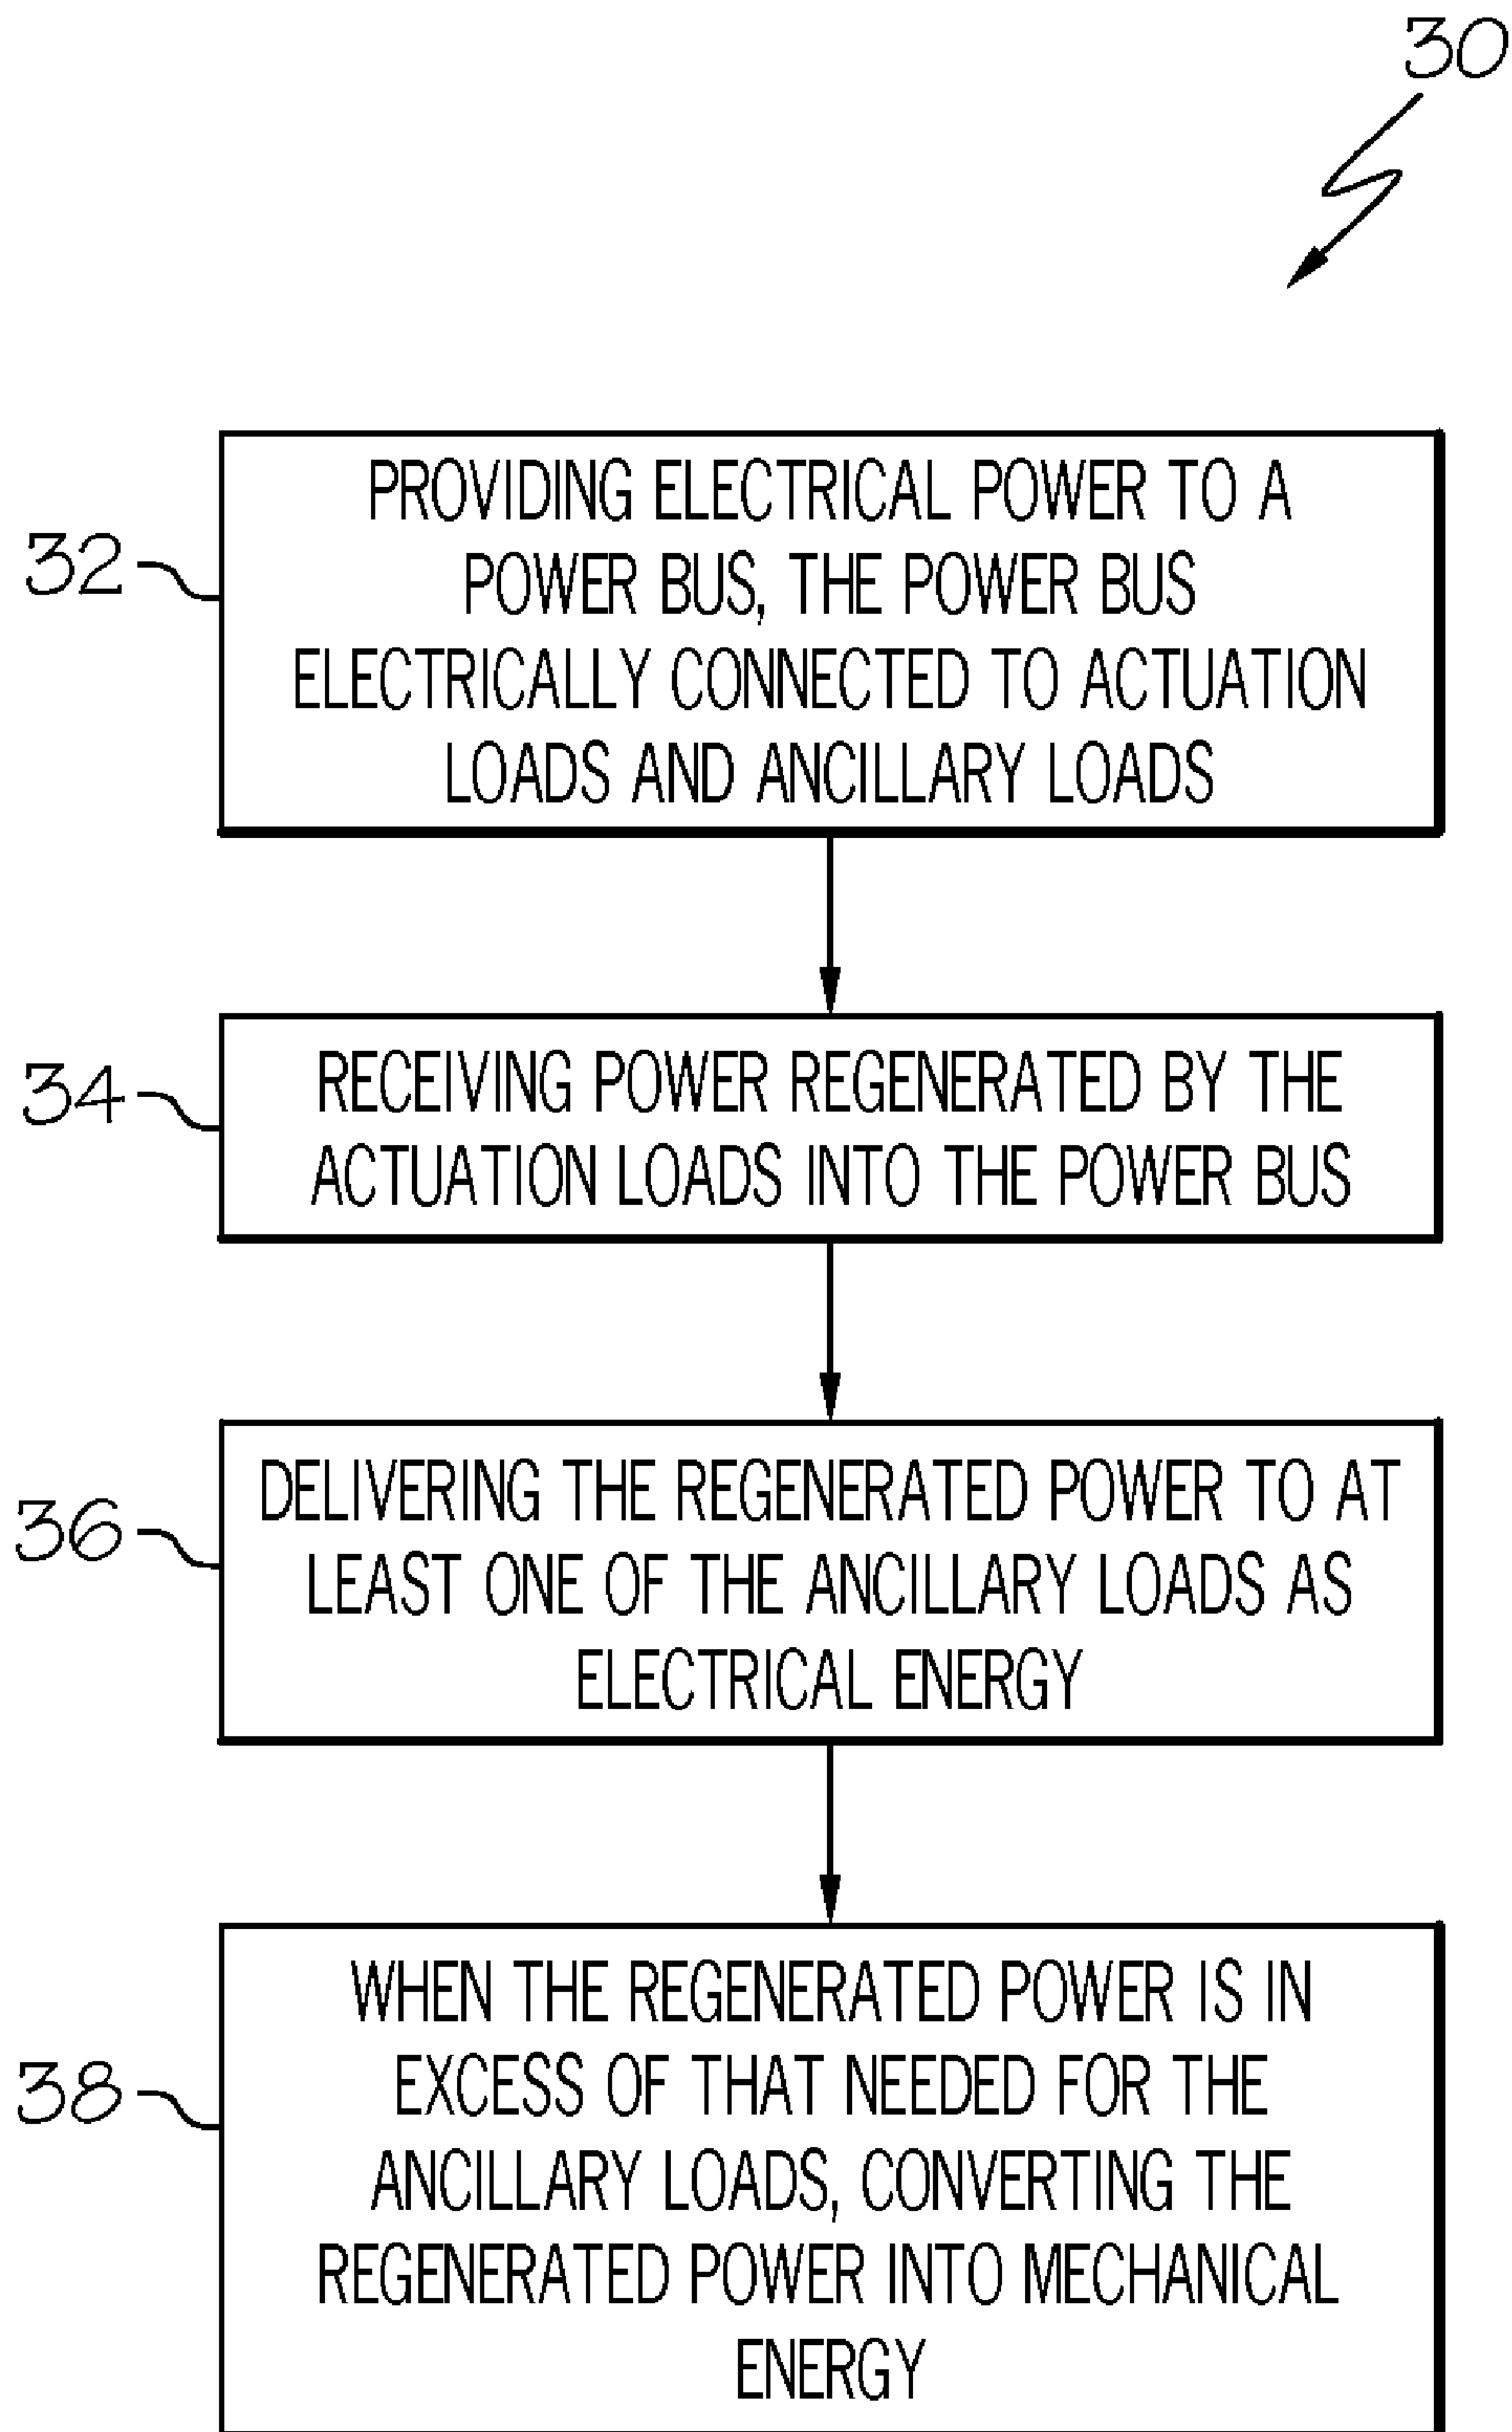 30
32
PROVIDING ELECTRICAL POWER TO A
POWER BUS, THE POWER BUS
ELECTRICALLY CONNECTED TO ACTUATION
LOADS AND ANCILLARY LOADS
34
RECEIVING POWER REGENERATED BY THE
ACTUATION LOADS INTO THE POWER BUS
36
DELIVERING THE REGENERATED POWER TO AT
LEAST ONE OF THE ANCILLARY LOADS AS
ELECTRICAL ENERGY
38
WHEN THE REGENERATED POWER IS IN
EXCESS OF THAT NEEDED FOR THE
ANCILLARY LOADS, CONVERTING THE
REGENERATED POWER INTO MECHANICAL
ENERGY